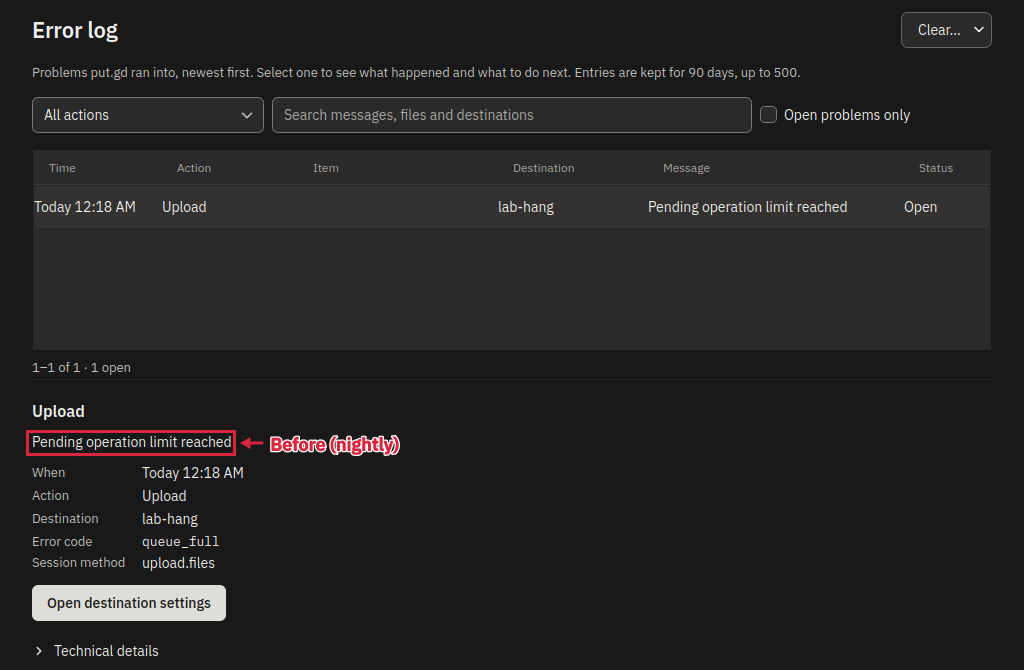 Error log
Clear...
Problems put.gd ran into, newest first. Select one to see what happened and what to do next. Entries are kept for 90 days, up to 500.
All actions
Search messages, files and destinations
Open problems only
Time Action Item Destination Message Status
Today 12:18 AM Upload lab-hang Pending operation limit reached Open
1–1 of 1 · 1 open
Upload
Pending operation limit reached
Before (nightly)
When Today 12:18 AM
Action Upload
Destination lab-hang
Error code queue_full
Session method upload.files
Open destination settings
Technical details